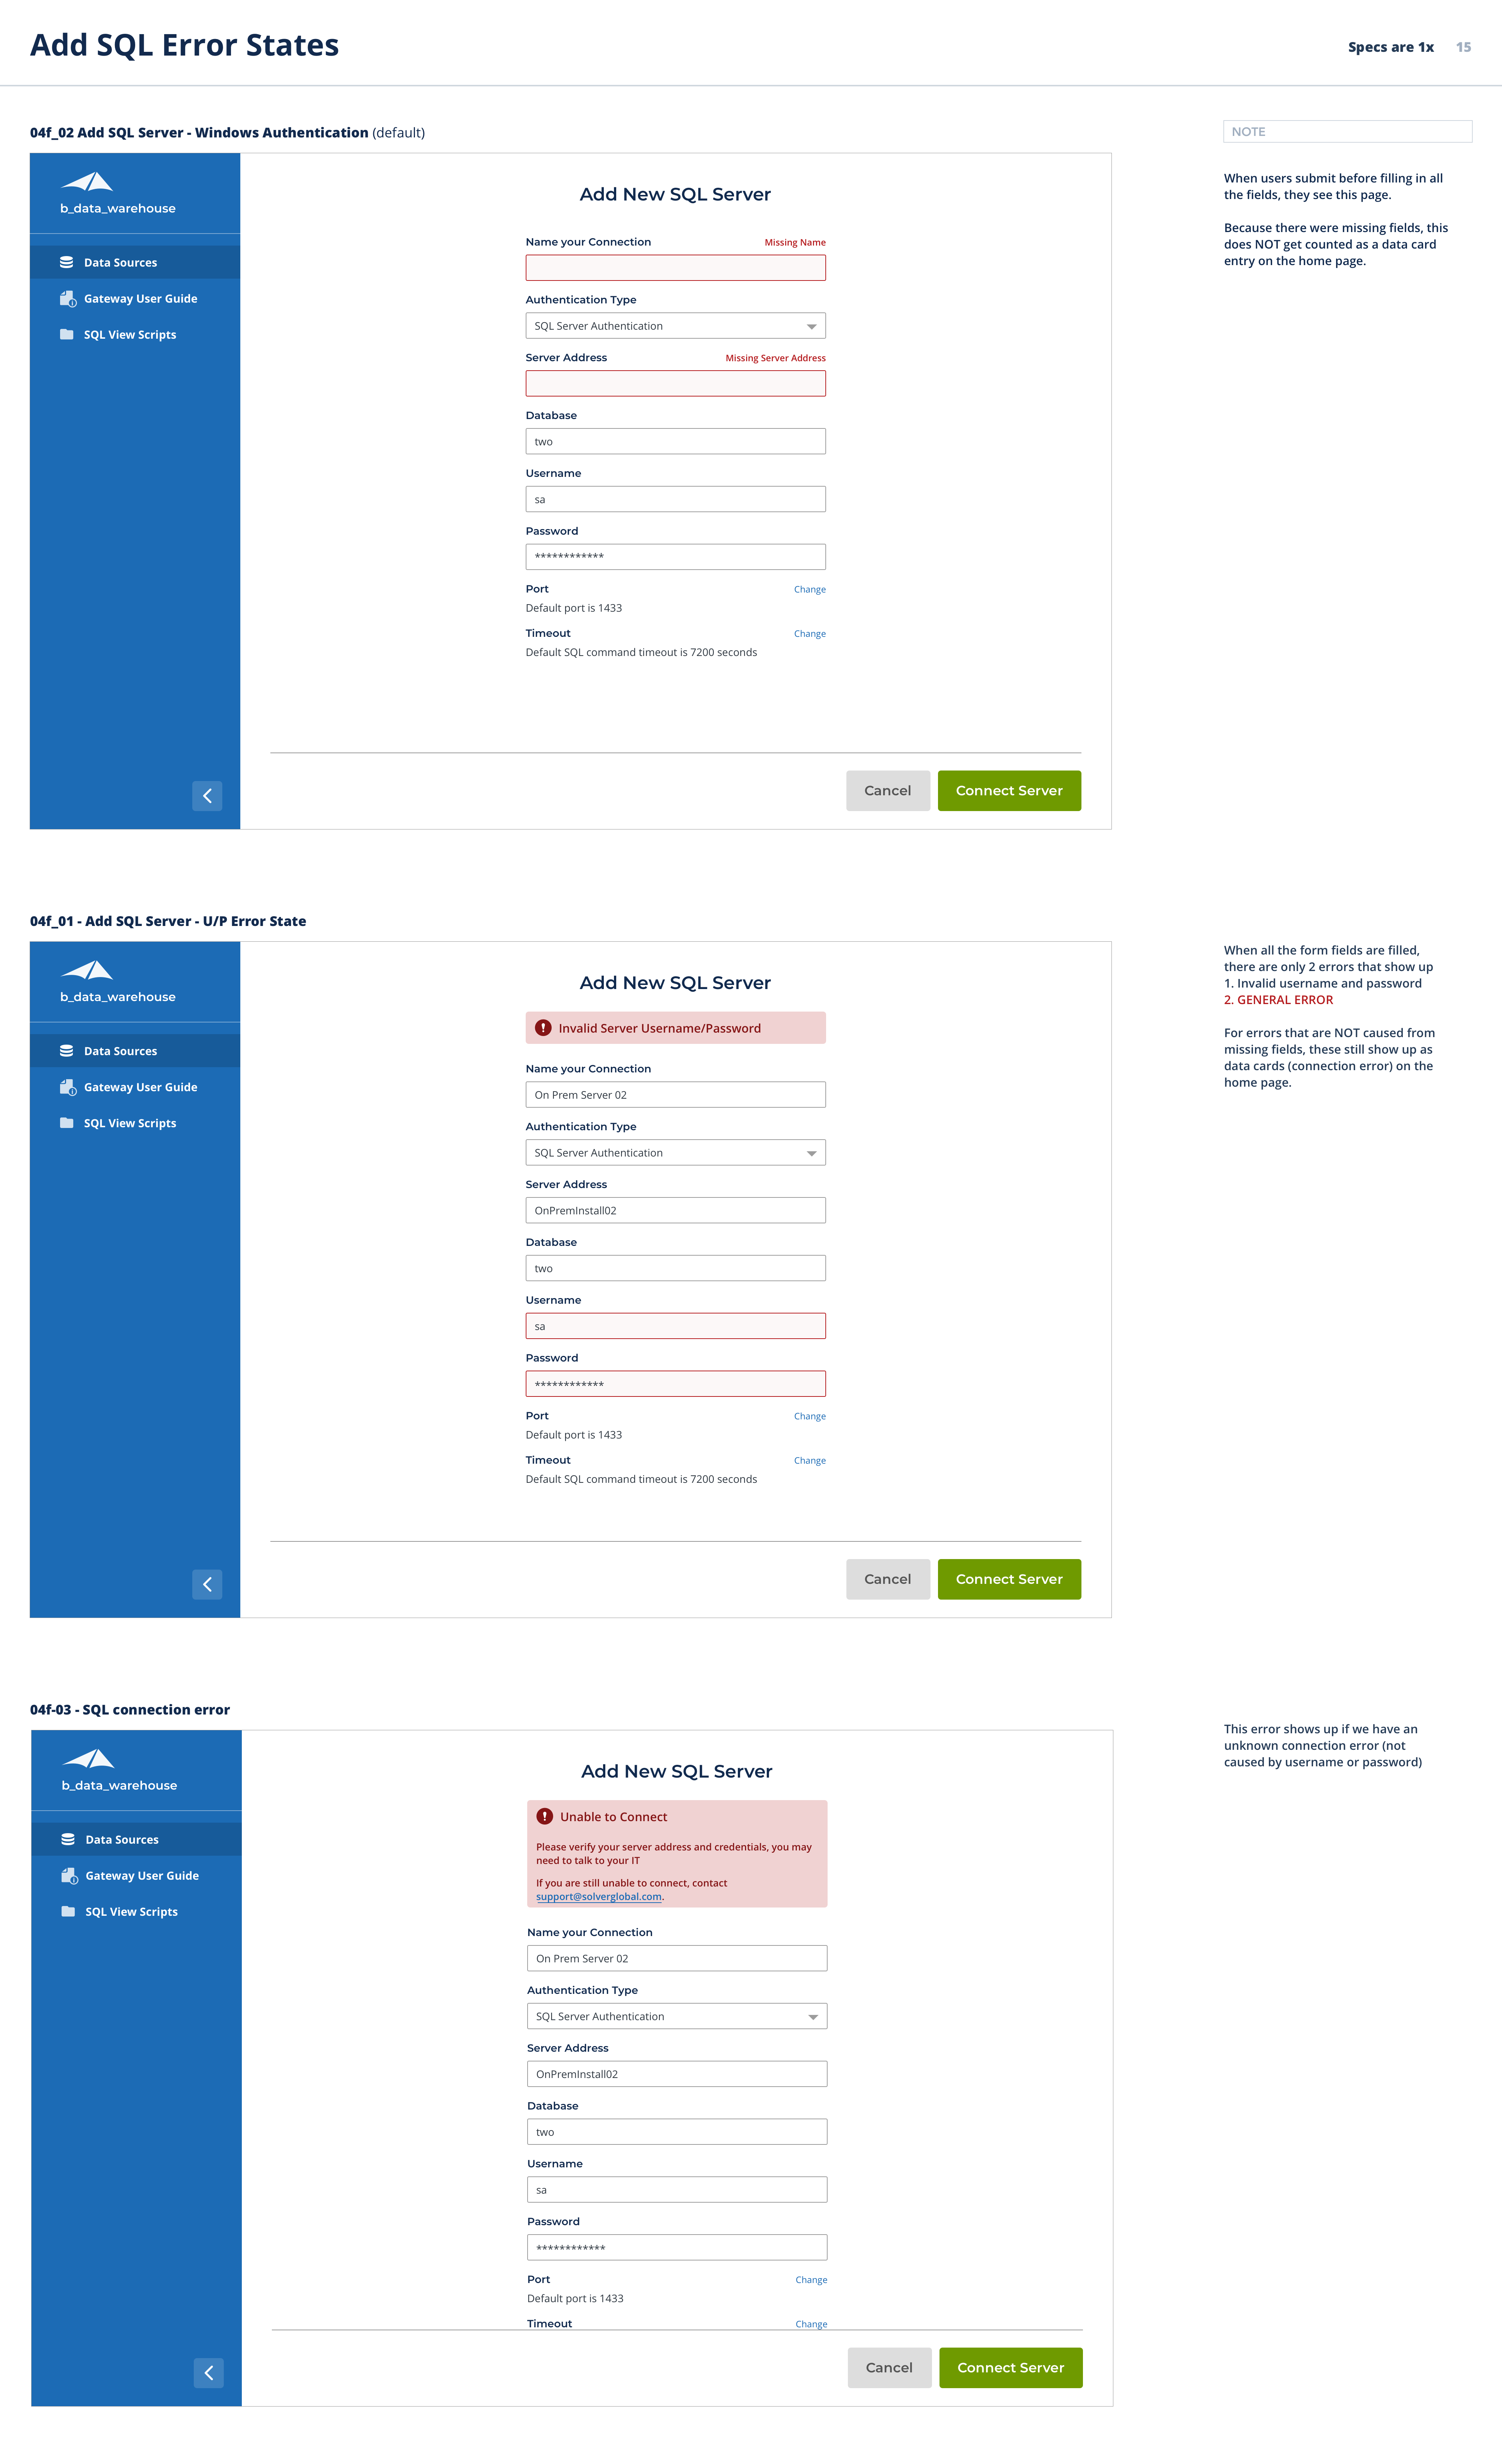 Add SQL Error States
Specs are 1x 15
04f_02 Add SQL Server - Windows Authentication (default)
NOTE
When users submit before filling in all
the fields, they see this page.
Because there were missing fields, this
does NOT get counted as a data card
entry on the home page.
b_data_warehouse
Data Sources
Gateway User Guide
SQL View Scripts
Add New SQL Server
Name your Connection Missing Name
Authentication Type
SQL Server Authentication
Server Address Missing Server Address
Database
two
Username
sa
Password
************
Port Change
Default port is 1433
Timeout Change
Default SQL command timeout is 7200 seconds
Cancel Connect Server
04f_01 - Add SQL Server - U/P Error State
When all the form fields are filled,
there are only 2 errors that show up
1. Invalid username and password
2. GENERAL ERROR
For errors that are NOT caused from
missing fields, these still show up as
data cards (connection error) on the
home page.
b_data_warehouse
Data Sources
Gateway User Guide
SQL View Scripts
Add New SQL Server
Invalid Server Username/Password
Name your Connection
On Prem Server 02
Authentication Type
SQL Server Authentication
Server Address
OnPremInstall02
Database
two
Username
sa
Password
************
Port Change
Default port is 1433
Timeout Change
Default SQL command timeout is 7200 seconds
Cancel Connect Server
04f-03 - SQL connection error
This error shows up if we have an
unknown connection error (not
caused by username or password)
b_data_warehouse
Data Sources
Gateway User Guide
SQL View Scripts
Add New SQL Server
Unable to Connect
Please verify your server address and credentials, you may
need to talk to your IT
If you are still unable to connect, contact
support@solverglobal.com.
Name your Connection
On Prem Server 02
Authentication Type
SQL Server Authentication
Server Address
OnPremInstall02
Database
two
Username
sa
Password
************
Port Change
Default port is 1433
Timeout Change
Cancel Connect Server